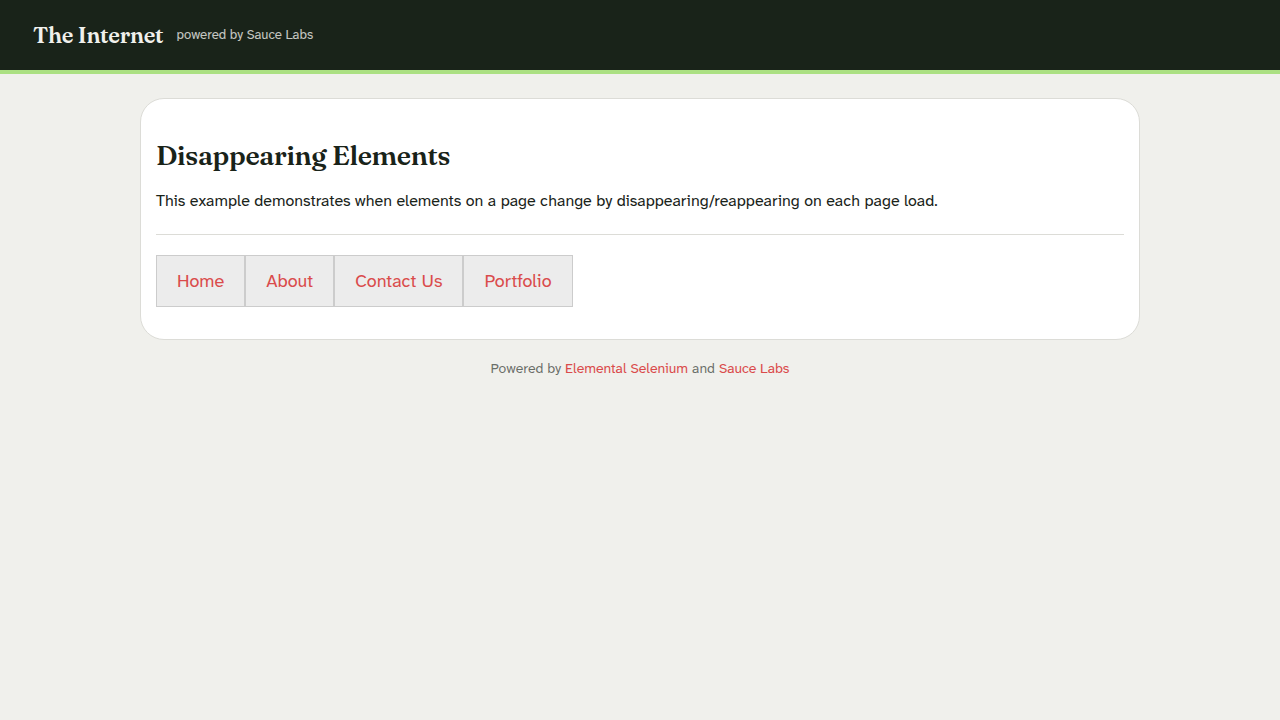 The Internet powered by Sauce Labs
Disappearing Elements
This example demonstrates when elements on a page change by disappearing/reappearing on each page load.
Home About Contact Us Portfolio
Powered by Elemental Selenium and Sauce Labs